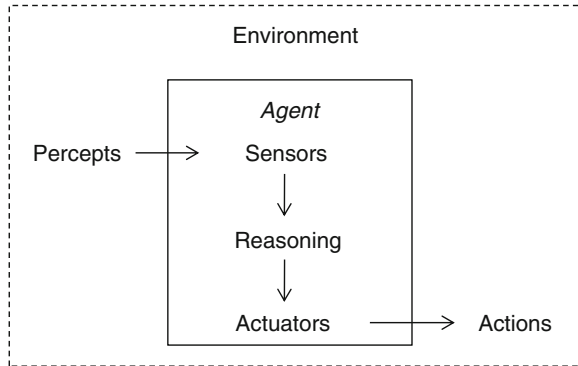 Environment
Agent
Percepts
Sensors
Reasoning
Actuators
Actions